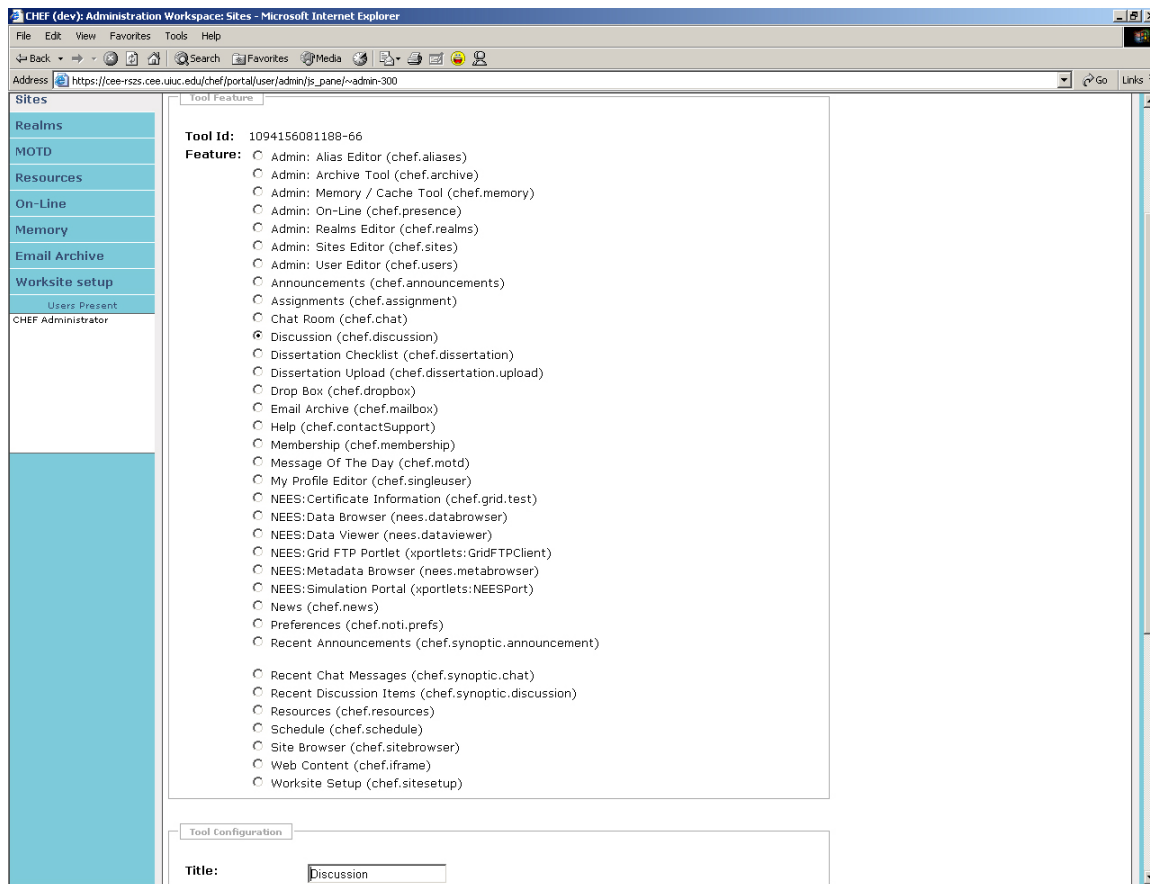 CHEF (dev): Administration Workspace: Sites - Microsoft Internet Explorer
File Edit View Favorites Tools Help
Back Search Favorites Media
Address https://cee-rszs.cee.uiuc.edu/chef/portal/user/admin/js_pane/~admin-300 Go Links
Sites
Realms
MOTD
Resources
On-Line
Memory
Email Archive
Worksite setup
Users Present
CHEF Administrator
Tool Feature
Tool Id: 1094156081188-66
Feature: Admin: Alias Editor (chef.aliases)
Admin: Archive Tool (chef.archive)
Admin: Memory / Cache Tool (chef.memory)
Admin: On-Line (chef.presence)
Admin: Realms Editor (chef.realms)
Admin: Sites Editor (chef.sites)
Admin: User Editor (chef.users)
Announcements (chef.announcements)
Assignments (chef.assignment)
Chat Room (chef.chat)
Discussion (chef.discussion)
Dissertation Checklist (chef.dissertation)
Dissertation Upload (chef.dissertation.upload)
Drop Box (chef.dropbox)
Email Archive (chef.mailbox)
Help (chef.contactSupport)
Membership (chef.membership)
Message Of The Day (chef.motd)
My Profile Editor (chef.singleuser)
NEES:Certificate Information (chef.grid.test)
NEES:Data Browser (nees.databrowser)
NEES:Data Viewer (nees.dataviewer)
NEES:Grid FTP Portlet (xportlets:GridFTPClient)
NEES:Metadata Browser (nees.metabrowser)
NEES:Simulation Portal (xportlets:NEESPort)
News (chef.news)
Preferences (chef.noti.prefs)
Recent Announcements (chef.synoptic.announcement)
Recent Chat Messages (chef.synoptic.chat)
Recent Discussion Items (chef.synoptic.discussion)
Resources (chef.resources)
Schedule (chef.schedule)
Site Browser (chef.sitebrowser)
Web Content (chef.iframe)
Worksite Setup (chef.sitesetup)
Tool Configuration
Title: Discussion